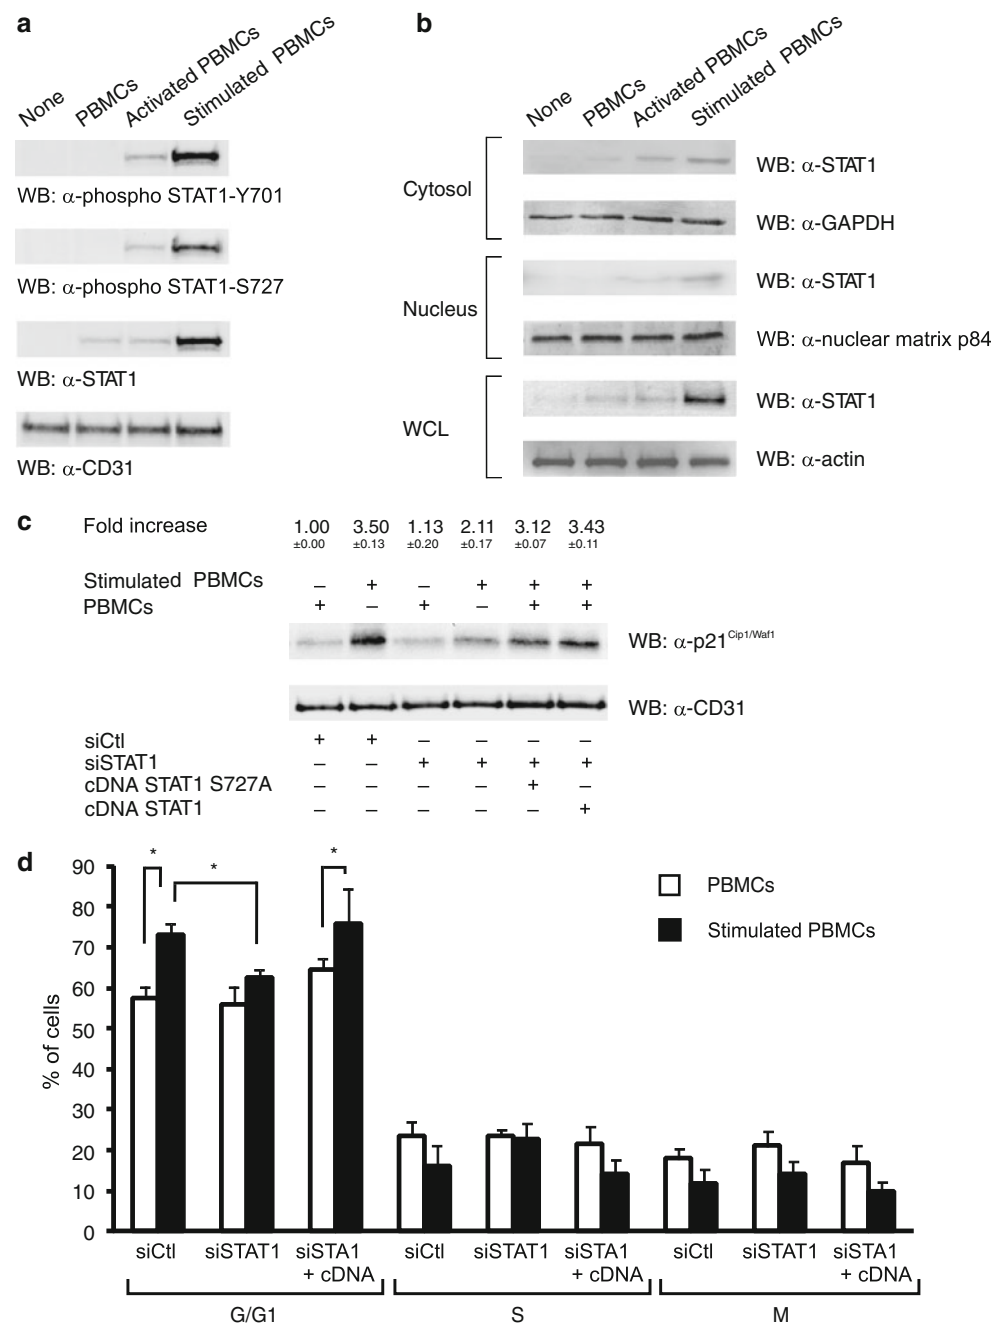 a
None PBMCs Activated PBMCs Stimulated PBMCs
WB: α-phospho STAT1-Y701
WB: α-phospho STAT1-S727
WB: α-STAT1
WB: α-CD31
b
None PBMCs Activated PBMCs Stimulated PBMCs
Cytosol
WB: α-STAT1
WB: α-GAPDH
Nucleus
WB: α-STAT1
WB: α-nuclear matrix p84
WCL
WB: α-STAT1
WB: α-actin
c
Fold increase 1.00 3.50 1.13 2.11 3.12 3.43
±0.00 ±0.13 ±0.20 ±0.17 ±0.07 ±0.11
Stimulated PBMCs – + – + + +
PBMCs + – + – + +
WB: α-p21Cip1/Waf1
WB: α-CD31
siCtl + + – – – –
siSTAT1 – – + + + +
cDNA STAT1 S727A – – – – + –
cDNA STAT1 – – – – – +
d
% of cells
90
80
70
60
50
40
30
20
10
0
* * *
PBMCs
Stimulated PBMCs
siCtl siSTAT1 siSTA1 siCtl siSTAT1 siSTA1 siCtl siSTAT1 siSTA1
+ cDNA + cDNA + cDNA
G/G1 S M